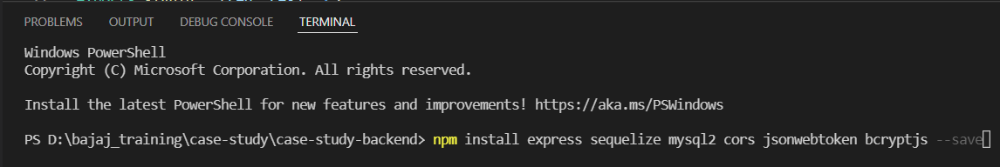 PROBLEMS OUTPUT DEBUG CONSOLE TERMINAL
Windows PowerShell
Copyright (C) Microsoft Corporation. All rights reserved.
Install the latest PowerShell for new features and improvements! https://aka.ms/PSWindows
PS D:\bajaj_training\case-study\case-study-backend> npm install express sequelize mysql2 cors jsonwebtoken bcryptjs --save